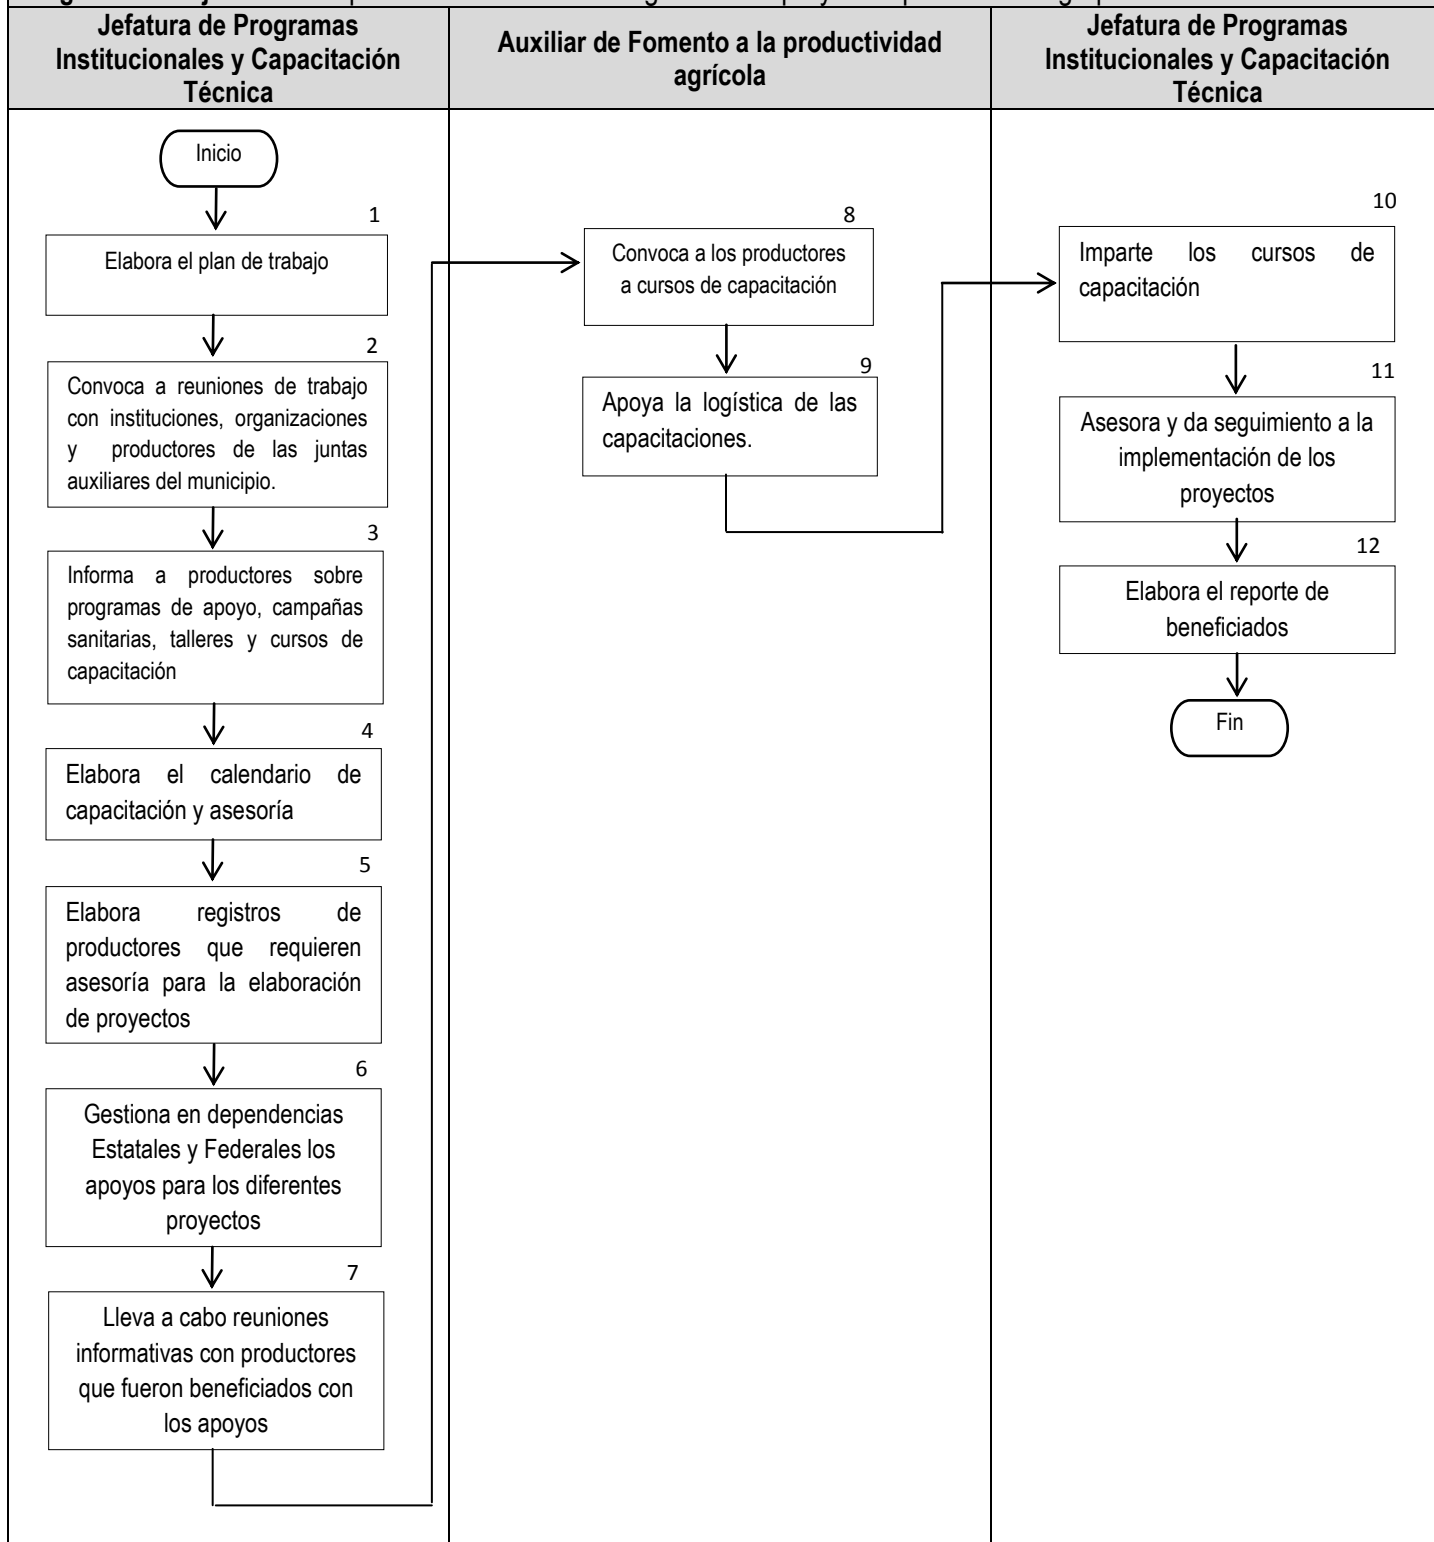 Jefatura de Programas
Institucionales y Capacitación
Técnica
Auxiliar de Fomento a la productividad
agrícola
Jefatura de Programas
Institucionales y Capacitación
Técnica
Inicio
1
Elabora el plan de trabajo
2
Convoca a reuniones de trabajo
con instituciones, organizaciones
y productores de las juntas
auxiliares del municipio.
3
Informa a productores sobre
programas de apoyo, campañas
sanitarias, talleres y cursos de
capacitación
4
Elabora el calendario de
capacitación y asesoría
5
Elabora registros de
productores que requieren
asesoría para la elaboración
de proyectos
6
Gestiona en dependencias
Estatales y Federales los
apoyos para los diferentes
proyectos
7
Lleva a cabo reuniones
informativas con productores
que fueron beneficiados con
los apoyos
8
Convoca a los productores
a cursos de capacitación
9
Apoya la logística de las
capacitaciones.
10
Imparte los cursos de
capacitación
11
Asesora y da seguimiento a la
implementación de los
proyectos
12
Elabora el reporte de
beneficiados
Fin